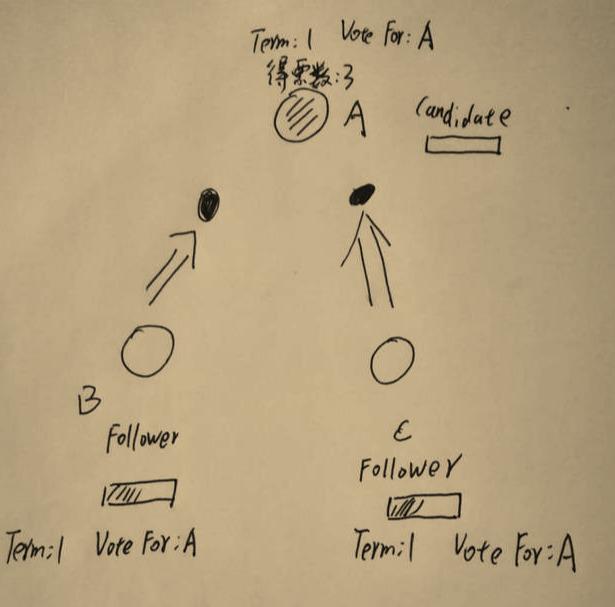 Term:1 Vote For:A
得票数:3
A
Candidate
B
Follower
C
Follower
Term:1 Vote For:A
Term:1 Vote For:A